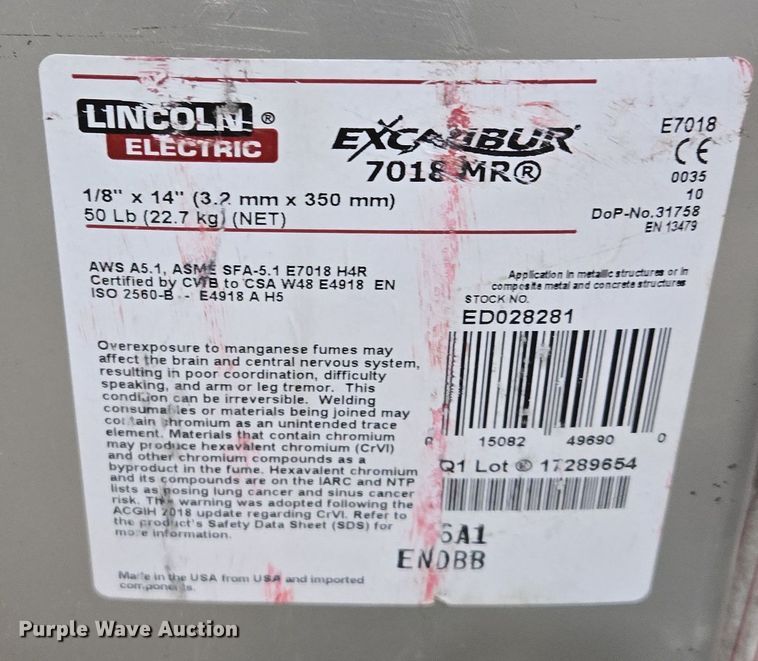 LINCOLN ®
ELECTRIC
EXCALIBUR
7018 MR®
E7018
CE
0035
10
DoP-No.31758
EN 13479
1/8" x 14" (3.2 mm x 350 mm)
50 Lb (22.7 kg) (NET)
AWS A5.1, ASME SFA-5.1 E7018 H4R
Certified by CWB to CSA W48 E4918 EN
ISO 2560-B - E4918 A H5
Application in metallic structures or in
composite metal and concrete structures
STOCK NO.
ED028281
Overexposure to manganese fumes may
affect the brain and central nervous system,
resulting in poor coordination, difficulty
speaking, and arm or leg tremor. This
condition can be irreversible. Welding
consumables or materials being joined may
contain chromium as an unintended trace
element. Materials that contain chromium
may produce hexavalent chromium (CrVI)
and other chromium compounds as a
byproduct in the fume. Hexavalent chromium
and its compounds are on the IARC and NTP
lists as posing lung cancer and sinus cancer
risk. This warning was adopted following the
ACGIH 2018 update regarding CrVI. Refer to
the product's Safety Data Sheet (SDS) for
more information.
15082 49690 0
Q1 Lot 17289654
6A1
ENDBB
Made in the USA from USA and imported
components.
Purple Wave Auction